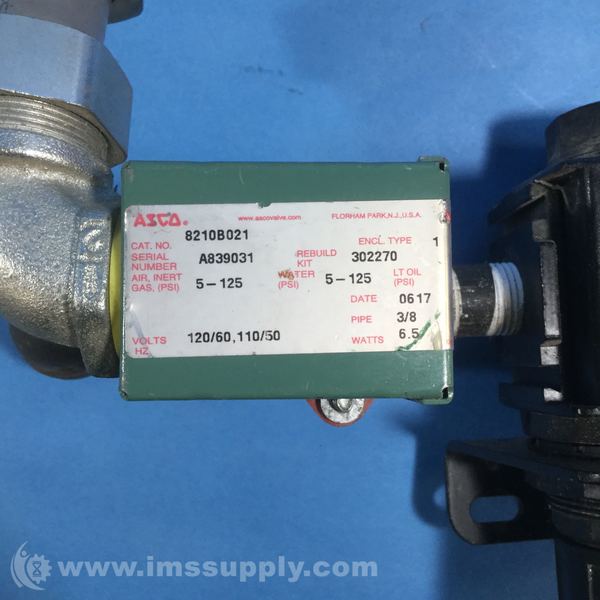 ASCO® www.ascovalve.com FLORHAM PARK,N.J.,U.S.A.
CAT. NO. 8210B021 ENCL. TYPE 1
SERIAL NUMBER A839031 REBUILD KIT 302270
AIR, INERT GAS, (PSI) 5-125 WATER (PSI) 5-125 LT OIL (PSI)
DATE 0617
PIPE 3/8
VOLTS HZ 120/60,110/50 WATTS 6.5
www.imssupply.com